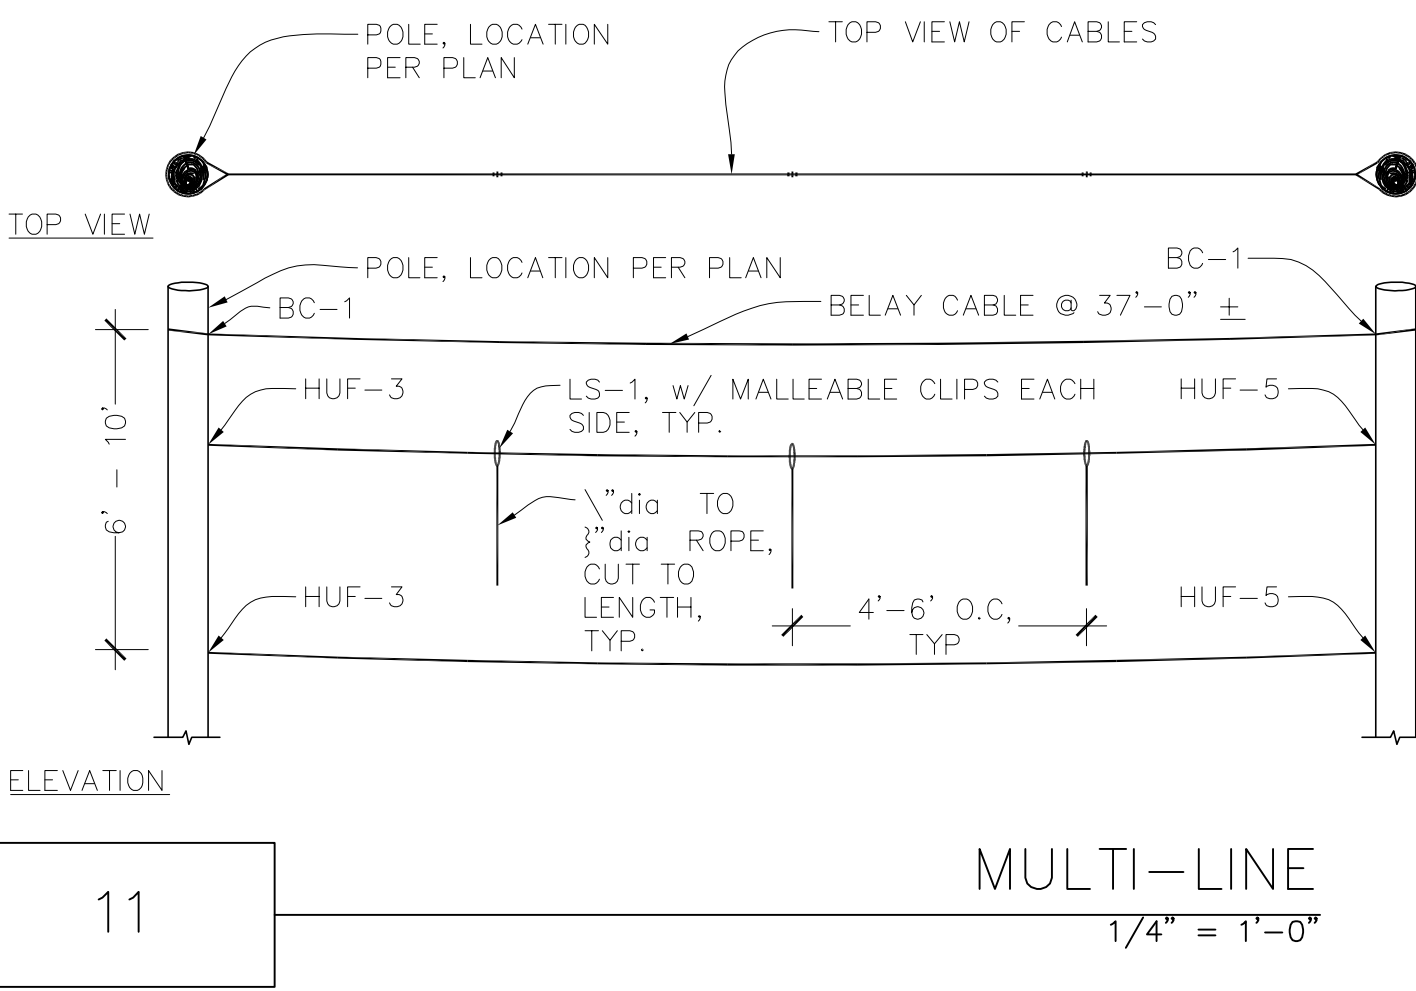 POLE, LOCATION
PER PLAN
TOP VIEW OF CABLES
TOP VIEW
POLE, LOCATION PER PLAN
BC-1
BC-1
BELAY CABLE @ 37'-0" ±
HUF-3
LS-1, w/ MALLEABLE CLIPS EACH
SIDE, TYP.
HUF-5
6' - 10'
\"dia TO
}"dia ROPE,
CUT TO
LENGTH,
TYP.
HUF-3
4'-6' O.C,
TYP
HUF-5
ELEVATION
11
MULTI-LINE
1/4" = 1'-0"